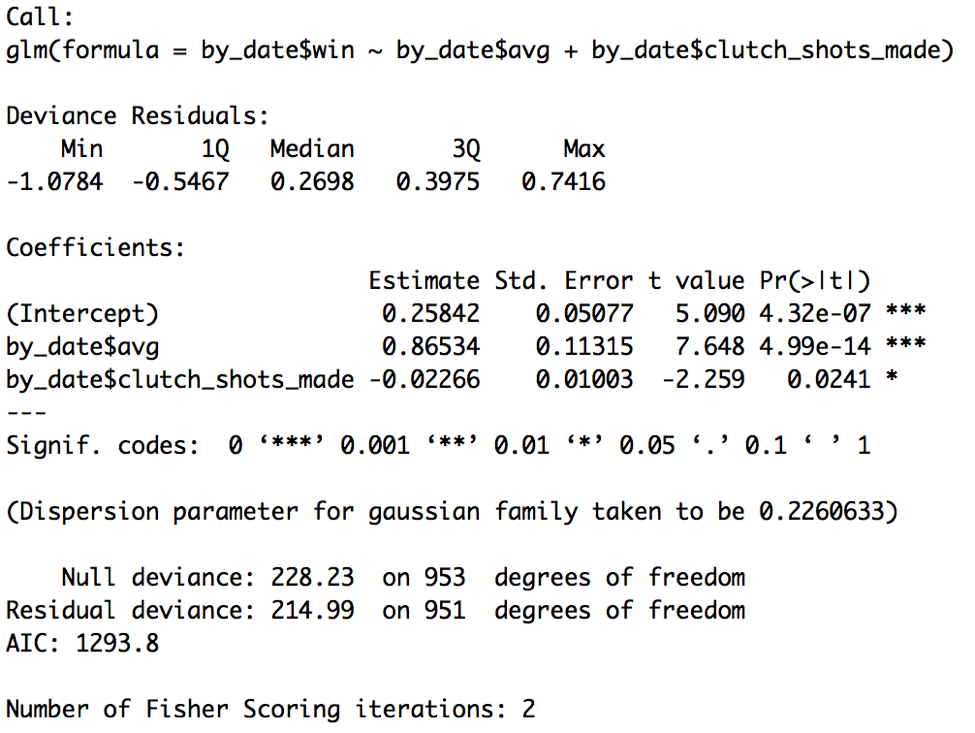 Call:
glm(formula = by_date$win ~ by_date$avg + by_date$clutch_shots_made)
Deviance Residuals:
    Min       1Q   Median       3Q      Max
-1.0784  -0.5467   0.2698   0.3975   0.7416
Coefficients:
                          Estimate Std. Error t value Pr(>|t|)
(Intercept)                0.25842    0.05077   5.090 4.32e-07 ***
by_date$avg                0.86534    0.11315   7.648 4.99e-14 ***
by_date$clutch_shots_made -0.02266    0.01003  -2.259   0.0241 *
---
Signif. codes:  0 ‘***’ 0.001 ‘**’ 0.01 ‘*’ 0.05 ‘.’ 0.1 ‘ ’ 1
(Dispersion parameter for gaussian family taken to be 0.2260633)
    Null deviance: 228.23  on 953  degrees of freedom
Residual deviance: 214.99  on 951  degrees of freedom
AIC: 1293.8
Number of Fisher Scoring iterations: 2